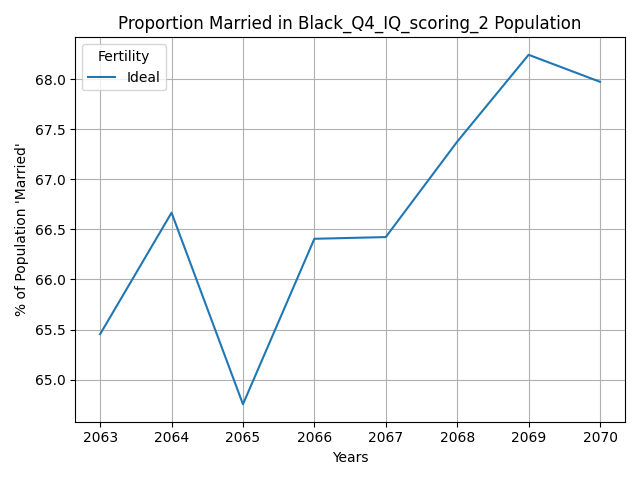 Proportion Married in Black_Q4_IQ_scoring_2 Population
Fertility
Ideal
% of Population 'Married'
68.0
67.5
67.0
66.5
66.0
65.5
65.0
2063 2064 2065 2066 2067 2068 2069 2070
Years